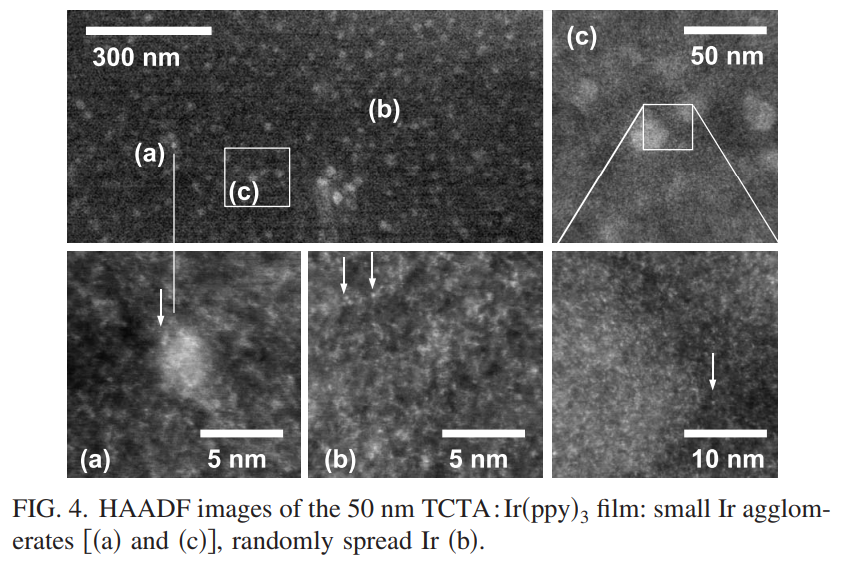 300 nm
(a)
(b)
(c)
(c)
50 nm
(a)
5 nm
(b)
5 nm
10 nm
FIG. 4. HAADF images of the 50 nm TCTA:Ir(ppy)₃ film: small Ir agglom-
erates [(a) and (c)], randomly spread Ir (b).